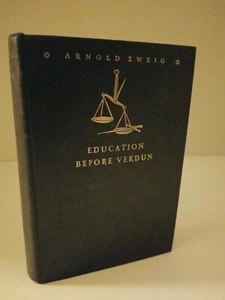 ARNOLD ZWEIG
EDUCATION
BEFORE VERDUN